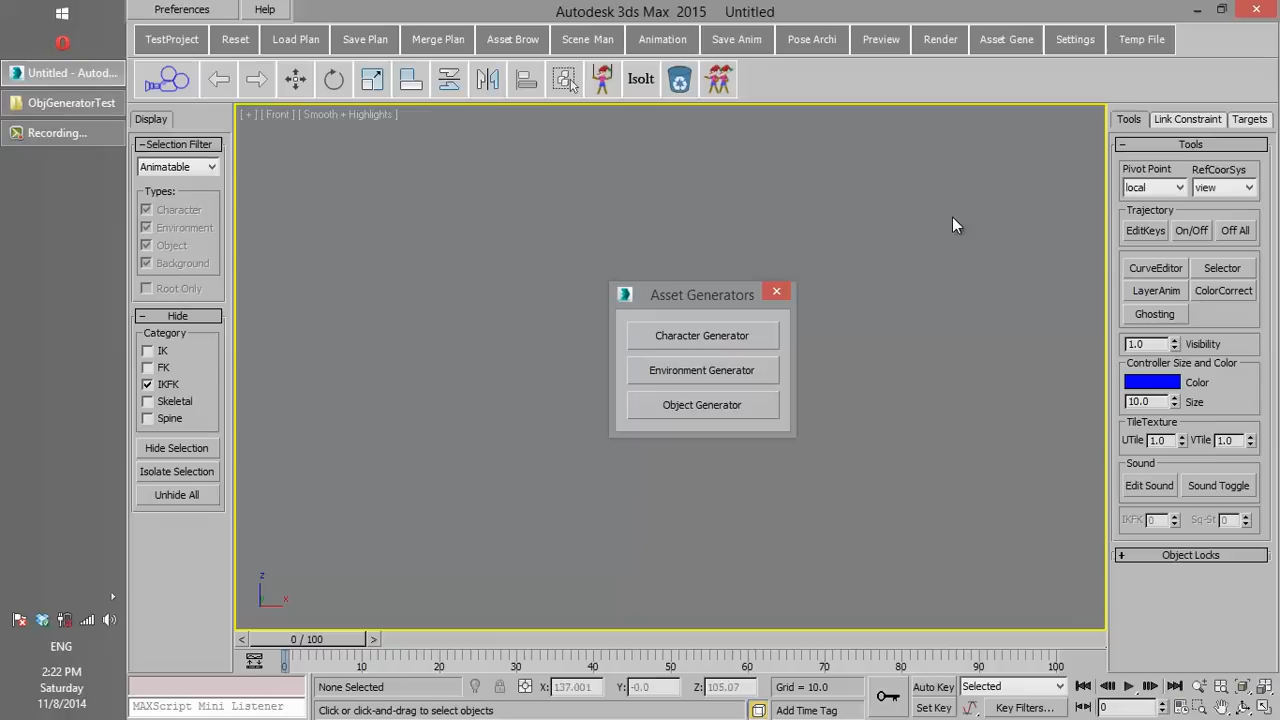 Preferences
Help
Autodesk 3ds Max 2015 Untitled
TestProject
Reset
Load Plan
Save Plan
Merge Plan
Asset Brow
Scene Man
Animation
Save Anim
Pose Archi
Preview
Render
Asset Gene
Settings
Temp File
Untitled - Autod...
ObjGeneratorTest
Recording...
Isolt
Display
Selection Filter
Animatable
Types:
Character
Environment
Object
Background
Root Only
Hide
Category
IK
FK
IKFK
Skeletal
Spine
Hide Selection
Isolate Selection
Unhide All
[ + ] [ Front ] [ Smooth + Highlights ]
Asset Generators
Character Generator
Environment Generator
Object Generator
z
x
Tools
Link Constraint
Targets
Tools
Pivot Point
RefCoorSys
local
view
Trajectory
EditKeys
On/Off
Off All
CurveEditor
Selector
LayerAnim
ColorCorrect
Ghosting
1.0
Visibility
Controller Size and Color
Color
10.0
Size
TileTexture
UTile 1.0
VTile 1.0
Sound
Edit Sound
Sound Toggle
IKFK 0
Sq-St 0
Object Locks
ENG
2:22 PM
Saturday
11/8/2014
< 0 / 100 >
0 10 20 30 40 50 60 70 80 90 100
None Selected
X: 137.001
Y: -0.0
Z: 105.07
Grid = 10.0
Auto Key
Selected
MAXScript Mini Listener
Click or click-and-drag to select objects
Add Time Tag
Set Key
Key Filters...
0